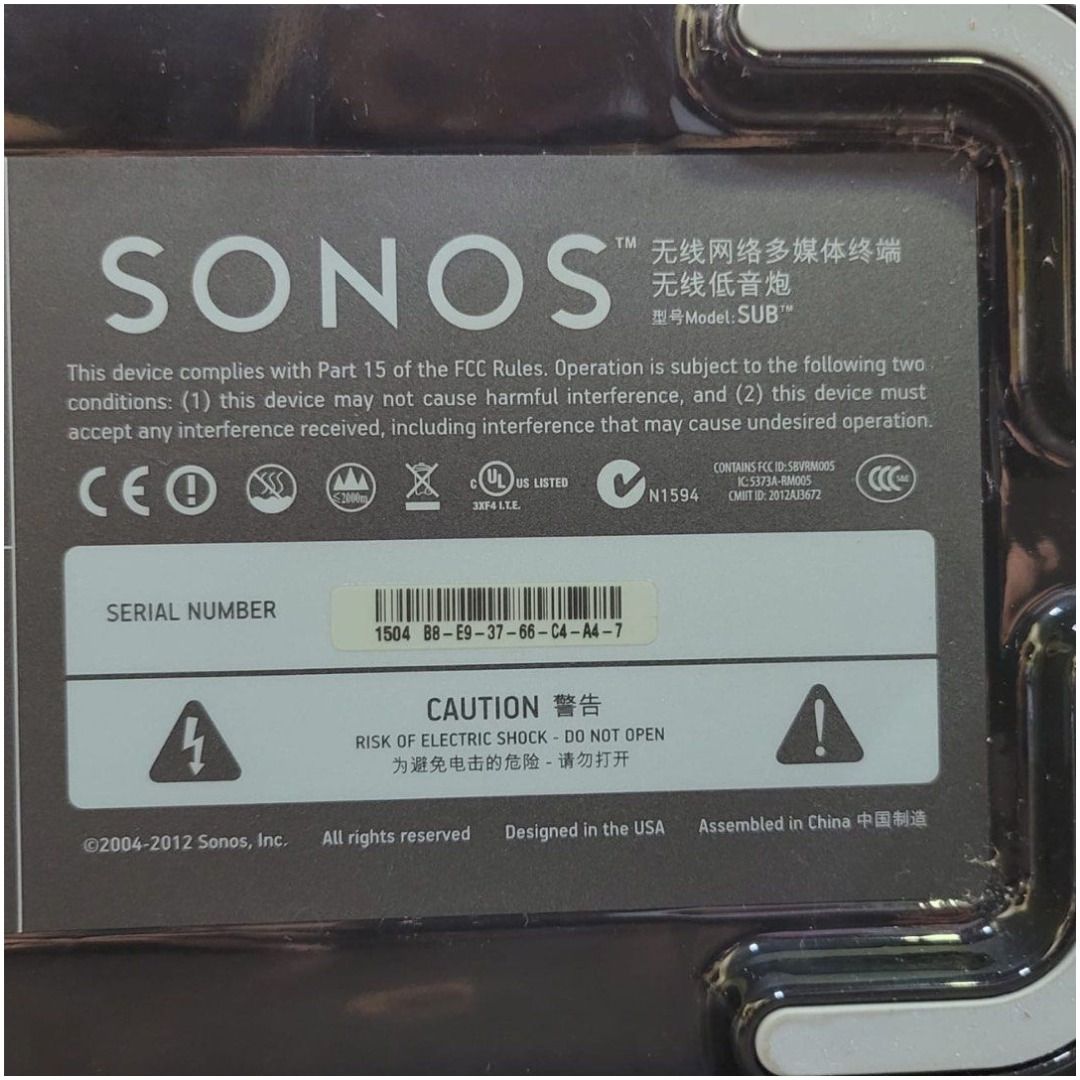 SONOS™
无线网络多媒体终端
无线低音炮
型号Model: SUB™
This device complies with Part 15 of the FCC Rules. Operation is subject to the following two
conditions: (1) this device may not cause harmful interference, and (2) this device must
accept any interference received, including interference that may cause undesired operation.
CE
≤2000m
C UL US LISTED
3XF4 I.T.E.
N1594
CONTAINS FCC ID: SBVRM005
IC: 5373A-RM005
CMIIT ID: 2012AJ3672
CCC S&E
SERIAL NUMBER
1504 B8-E9-37-66-C4-A4-7
CAUTION 警告
RISK OF ELECTRIC SHOCK - DO NOT OPEN
为避免电击的危险 - 请勿打开
©2004-2012 Sonos, Inc. All rights reserved Designed in the USA Assembled in China 中国制造